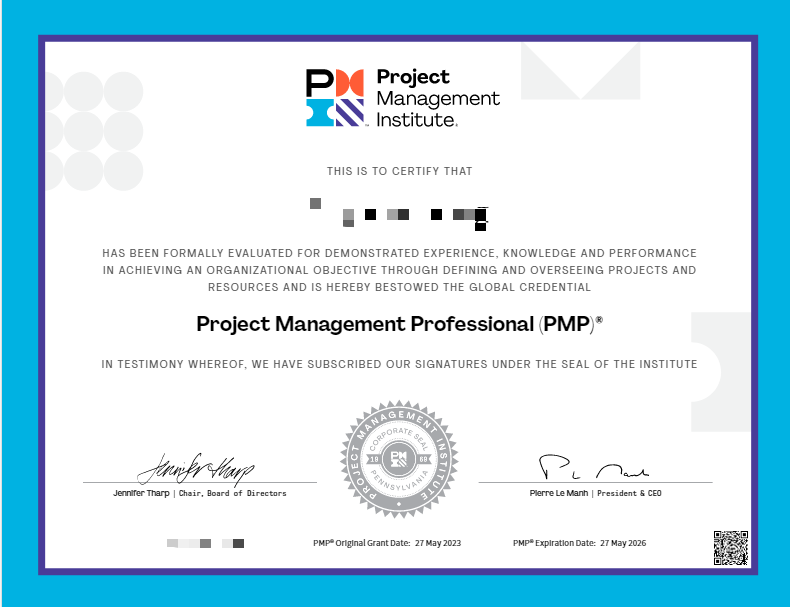 PM
Project
Management
Institute.
THIS IS TO CERTIFY THAT
HAS BEEN FORMALLY EVALUATED FOR DEMONSTRATED EXPERIENCE, KNOWLEDGE AND PERFORMANCE
IN ACHIEVING AN ORGANIZATIONAL OBJECTIVE THROUGH DEFINING AND OVERSEEING PROJECTS AND
RESOURCES AND IS HEREBY BESTOWED THE GLOBAL CREDENTIAL
Project Management Professional (PMP)®
IN TESTIMONY WHEREOF, WE HAVE SUBSCRIBED OUR SIGNATURES UNDER THE SEAL OF THE INSTITUTE
PROJECT MANAGEMENT INSTITUTE
CORPORATE SEAL
19 69
PENNSYLVANIA
Jennifer Tharp
Jennifer Tharp | Chair, Board of Directors
Pierre Le Manh | President & CEO
PMP® Original Grant Date: 27 May 2023
PMP® Expiration Date: 27 May 2026